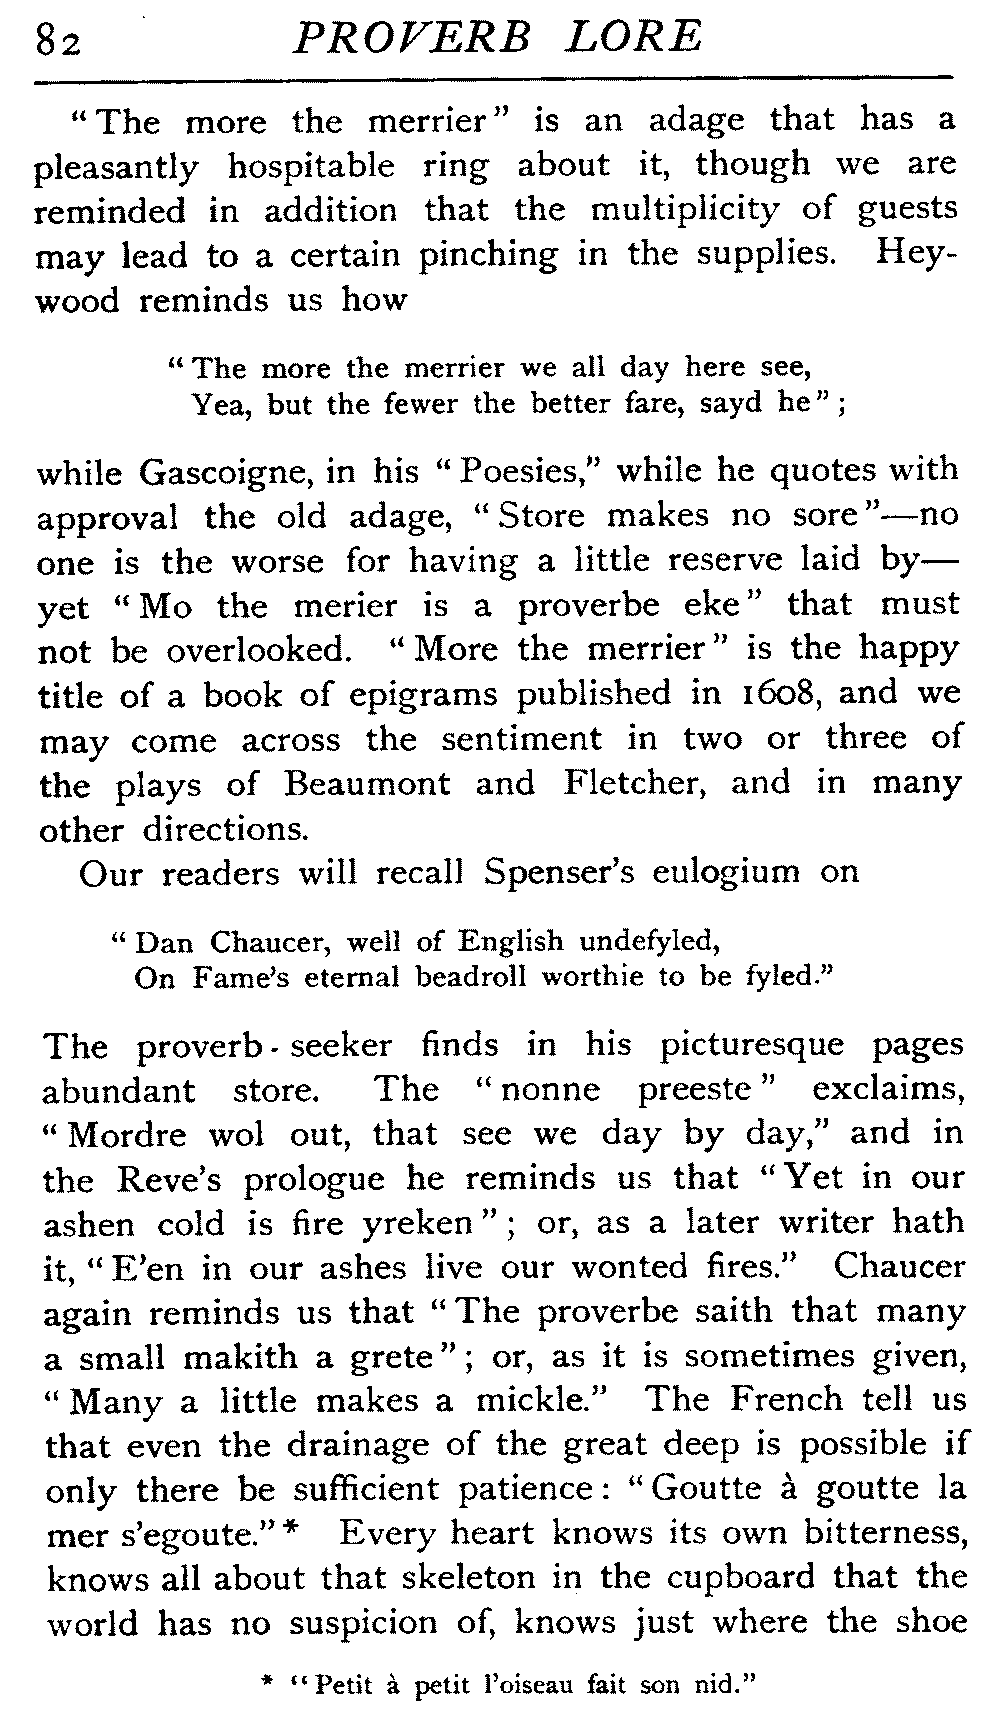 82 PROVERB LORE
“The more the merrier” is an adage that has a
pleasantly hospitable ring about it, though we are
reminded in addition that the multiplicity of guests
may lead to a certain pinching in the supplies. Hey-
wood reminds us how
“The more the merrier we all day here see,
Yea, but the fewer the better fare, sayd he”;
while Gascoigne, in his “Poesies,” while he quotes with
approval the old adage, “Store makes no sore”—no
one is the worse for having a little reserve laid by—
yet “Mo the merier is a proverbe eke” that must
not be overlooked. “More the merrier” is the happy
title of a book of epigrams published in 1608, and we
may come across the sentiment in two or three of
the plays of Beaumont and Fletcher, and in many
other directions.
Our readers will recall Spenser’s eulogium on
“Dan Chaucer, well of English undefyled,
On Fame’s eternal beadroll worthie to be fyled.”
The proverb-seeker finds in his picturesque pages
abundant store. The “nonne preeste” exclaims,
“Mordre wol out, that see we day by day,” and in
the Reve’s prologue he reminds us that “Yet in our
ashen cold is fire yreken”; or, as a later writer hath
it, “E’en in our ashes live our wonted fires.” Chaucer
again reminds us that “The proverbe saith that many
a small makith a grete”; or, as it is sometimes given,
“Many a little makes a mickle.” The French tell us
that even the drainage of the great deep is possible if
only there be sufficient patience: “Goutte à goutte la
mer s’egoute.”* Every heart knows its own bitterness,
knows all about that skeleton in the cupboard that the
world has no suspicion of, knows just where the shoe
* “Petit à petit l’oiseau fait son nid.”